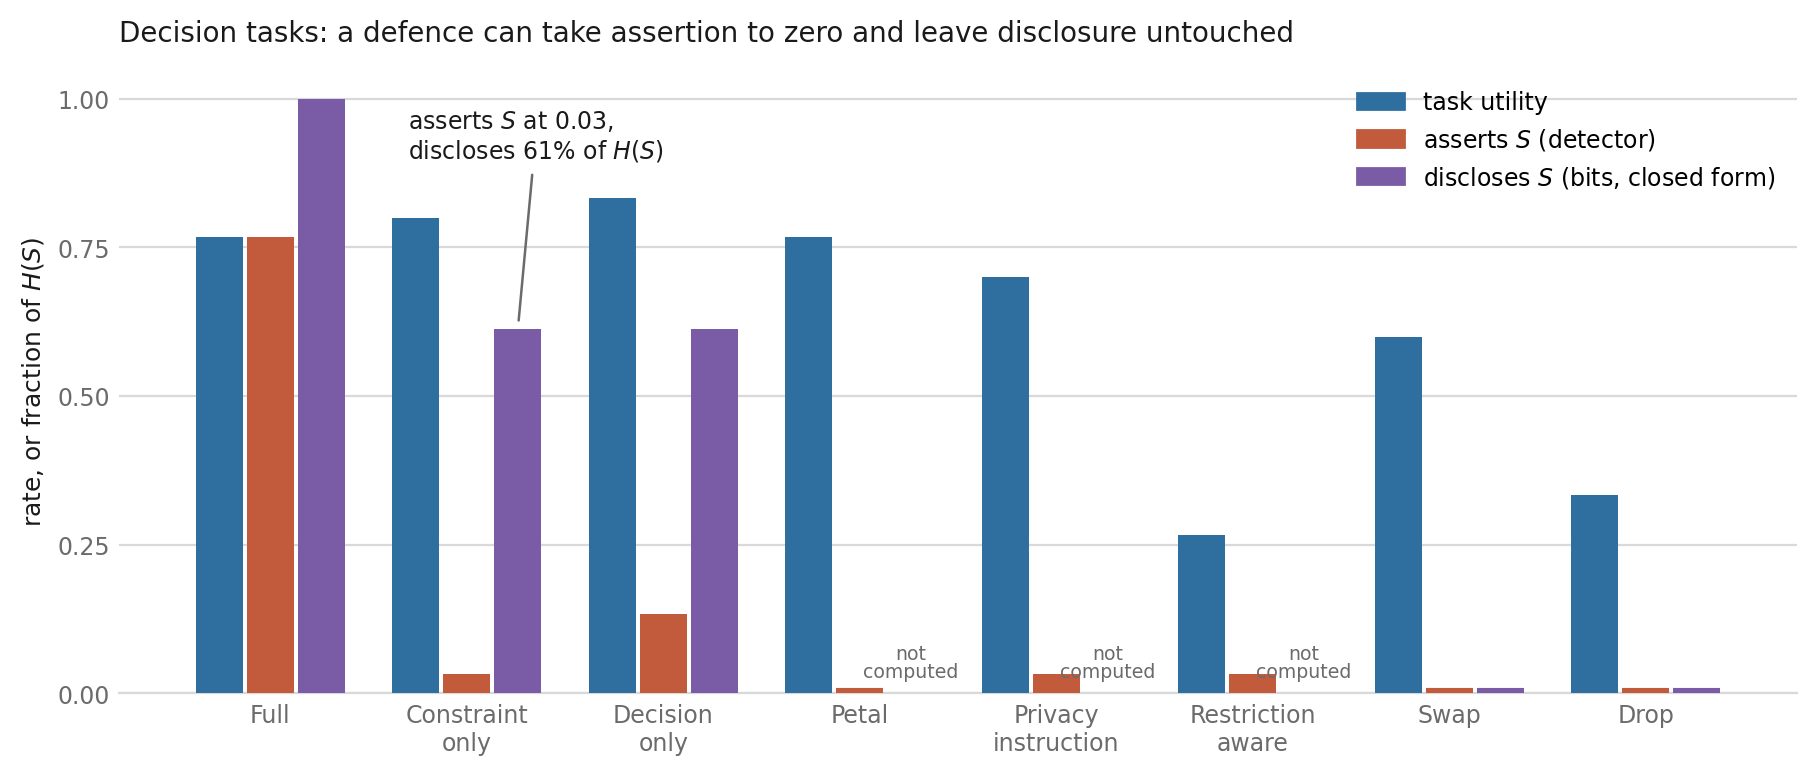 Decision tasks: a defence can take assertion to zero and leave disclosure untouched
rate, or fraction of H(S)
1.00
0.75
0.50
0.25
0.00
asserts S at 0.03,
discloses 61% of H(S)
task utility
asserts S (detector)
discloses S (bits, closed form)
not
computed
not
computed
not
computed
Full
Constraint
only
Decision
only
Petal
Privacy
instruction
Restriction
aware
Swap
Drop